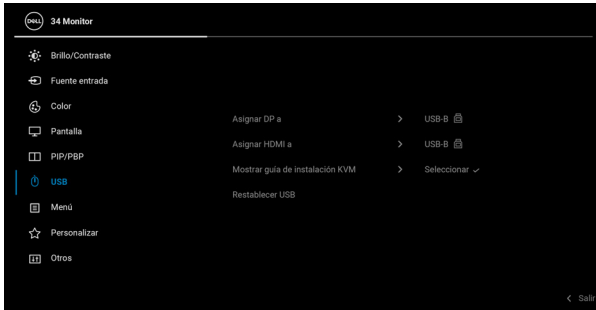 DELL 34 Monitor
Brillo/Contraste
Fuente entrada
Color
Pantalla
PIP/PBP
USB
Menú
Personalizar
Otros
Asignar DP a > USB-B
Asignar HDMI a > USB-B
Mostrar guía de instalación KVM > Seleccionar ✓
Restablecer USB
< Salir